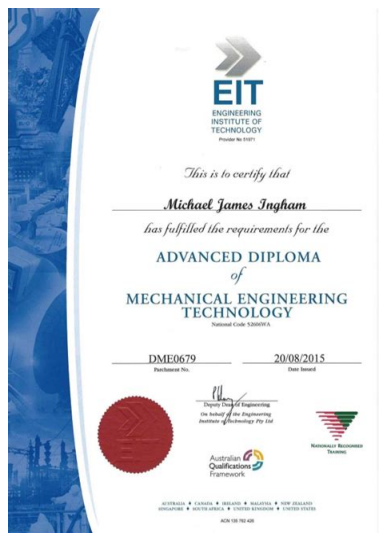 EIT
ENGINEERING
INSTITUTE OF
TECHNOLOGY
Provider No 51971
This is to certify that
Michael James Ingham
has fulfilled the requirements for the
ADVANCED DIPLOMA
of
MECHANICAL ENGINEERING
TECHNOLOGY
National Code 52606WA
DME0679
Parchment No.
20/08/2015
Date Issued
Deputy Dean of Engineering
On behalf of the Engineering
Institute of Technology Pty Ltd
NATIONALLY RECOGNISED
TRAINING
Australian
Qualifications
Framework
AUSTRALIA ♦ CANADA ♦ IRELAND ♦ MALAYSIA ♦ NEW ZEALAND
SINGAPORE ♦ SOUTH AFRICA ♦ UNITED KINGDOM ♦ UNITED STATES